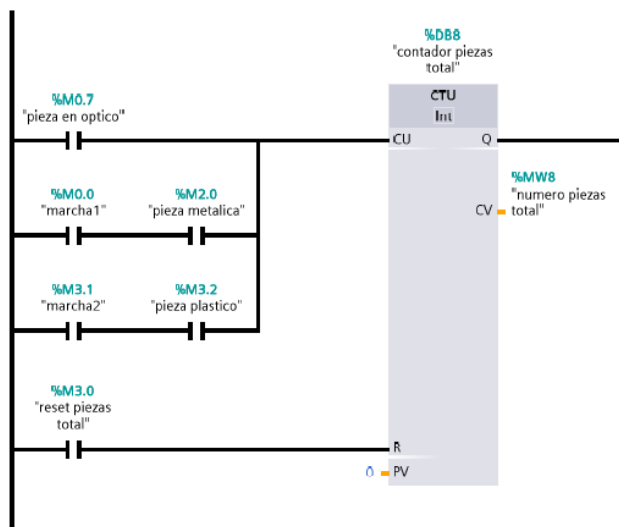 %DB8
"contador piezas
total"
CTU
Int
%M0.7
"pieza en optico"
CU
Q
%M0.0
"marcha1"
%M2.0
"pieza metalica"
%MW8
"numero piezas
total"
CV
%M3.1
"marcha2"
%M3.2
"pieza plastico"
%M3.0
"reset piezas
total"
R
0
PV